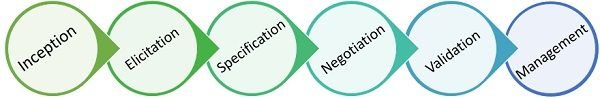 Inception
Elicitation
Specification
Negotiation
Validation
Management